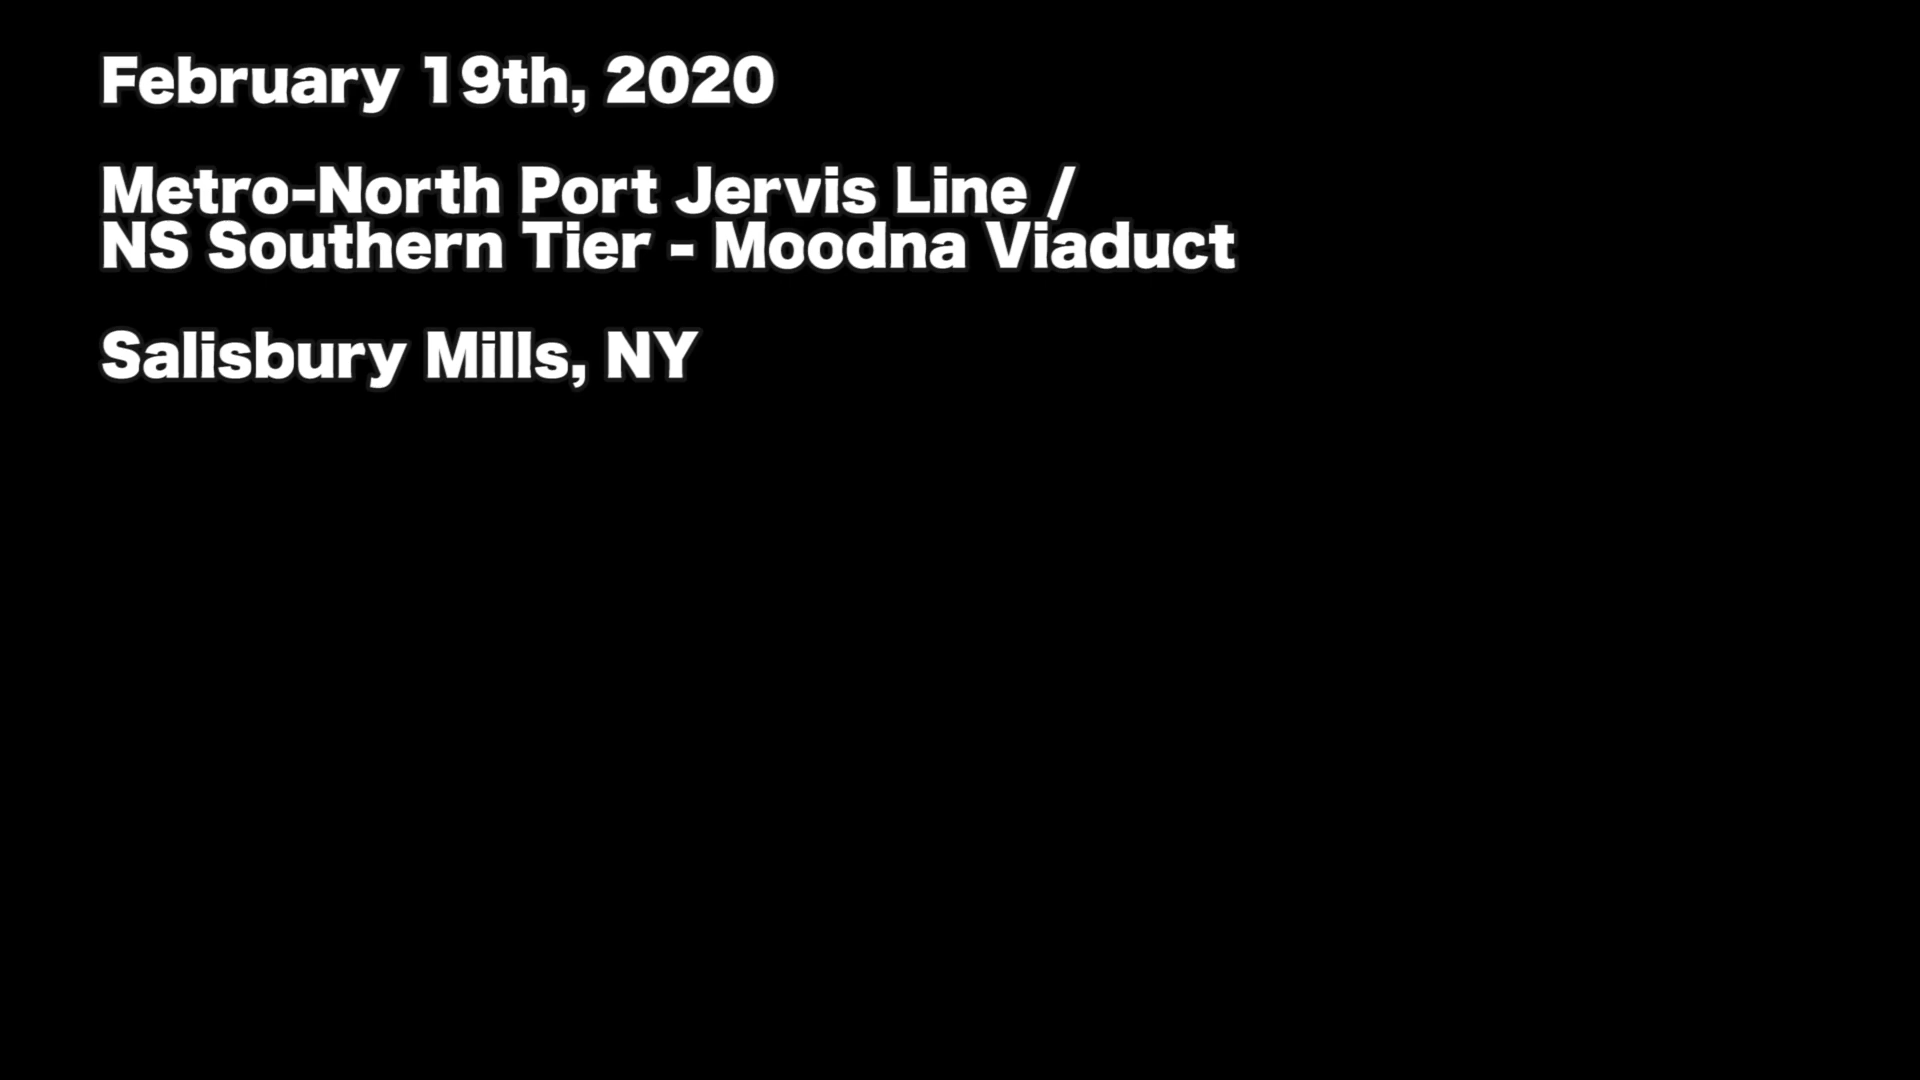 February 19th, 2020
Metro-North Port Jervis Line /
NS Southern Tier - Moodna Viaduct
Salisbury Mills, NY